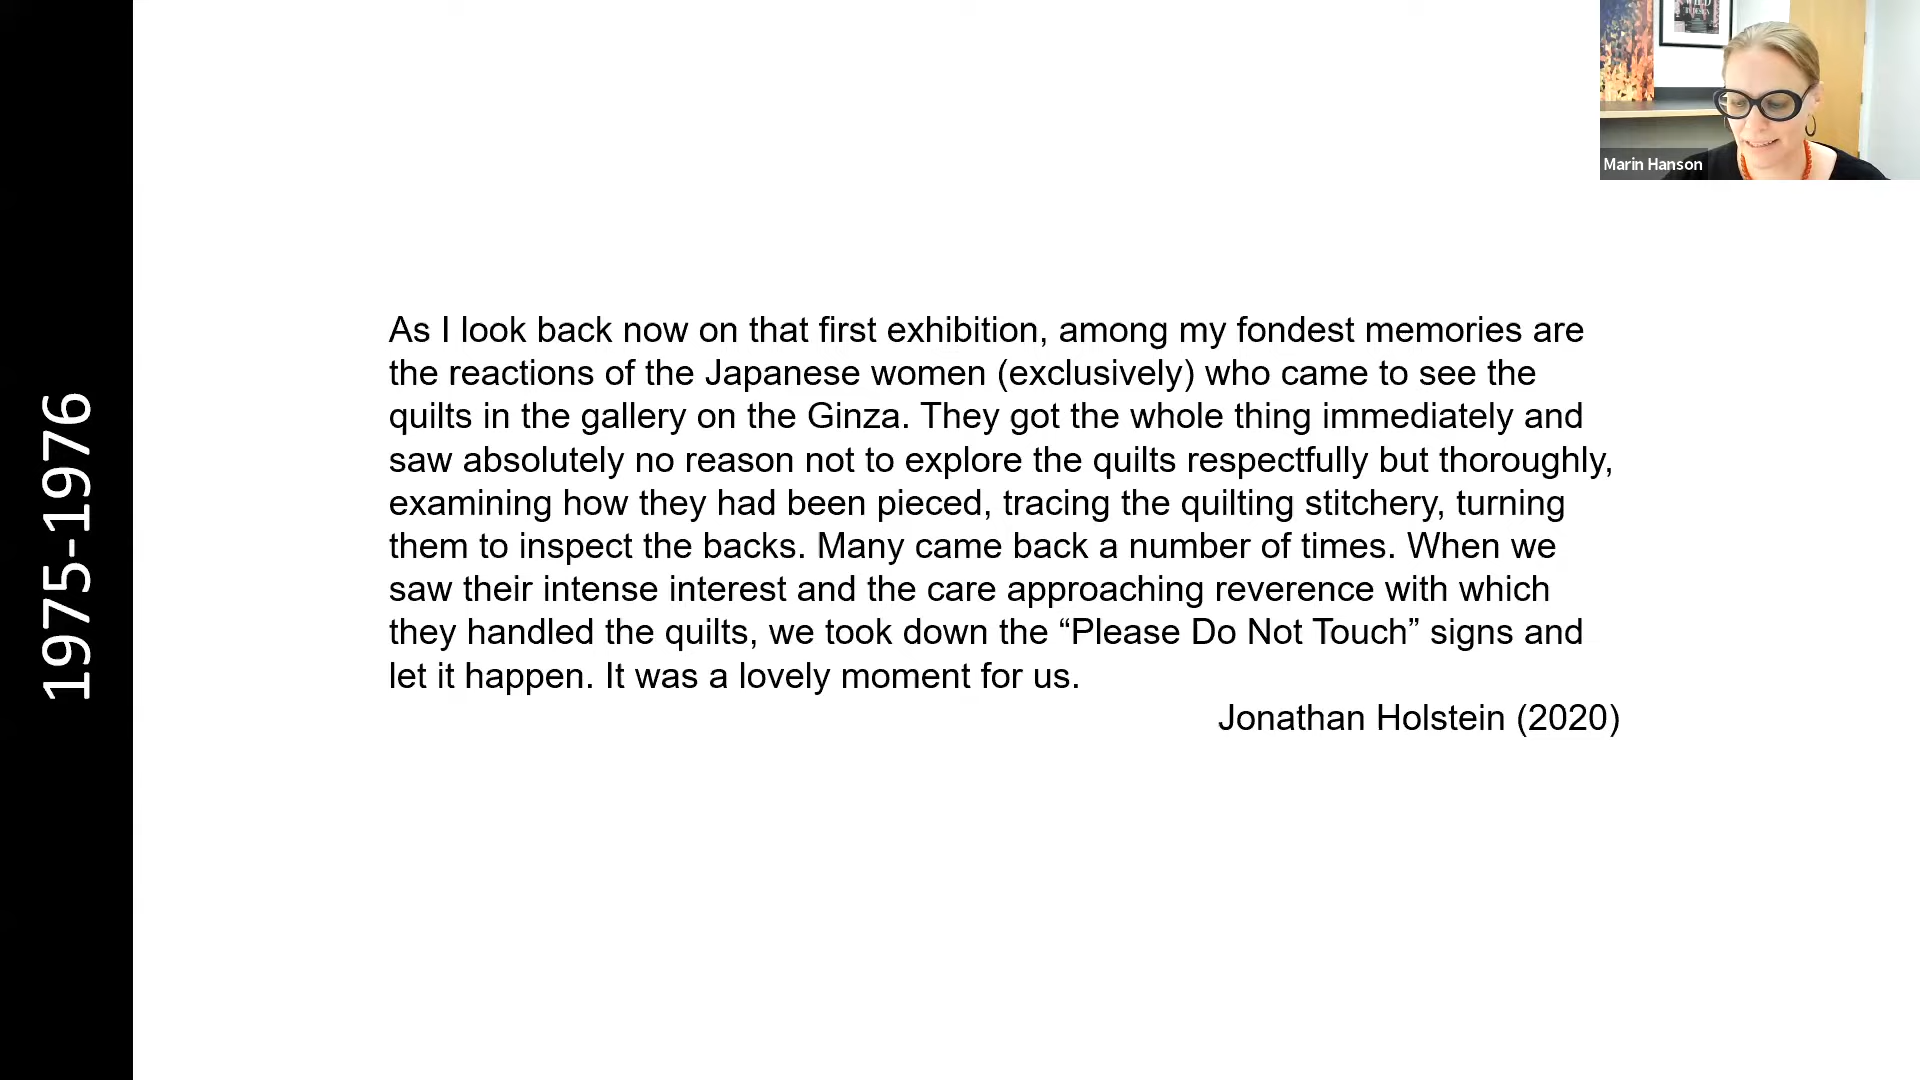 1975-1976
As I look back now on that first exhibition, among my fondest memories are
the reactions of the Japanese women (exclusively) who came to see the
quilts in the gallery on the Ginza. They got the whole thing immediately and
saw absolutely no reason not to explore the quilts respectfully but thoroughly,
examining how they had been pieced, tracing the quilting stitchery, turning
them to inspect the backs. Many came back a number of times. When we
saw their intense interest and the care approaching reverence with which
they handled the quilts, we took down the “Please Do Not Touch” signs and
let it happen. It was a lovely moment for us.
Jonathan Holstein (2020)
Marin Hanson